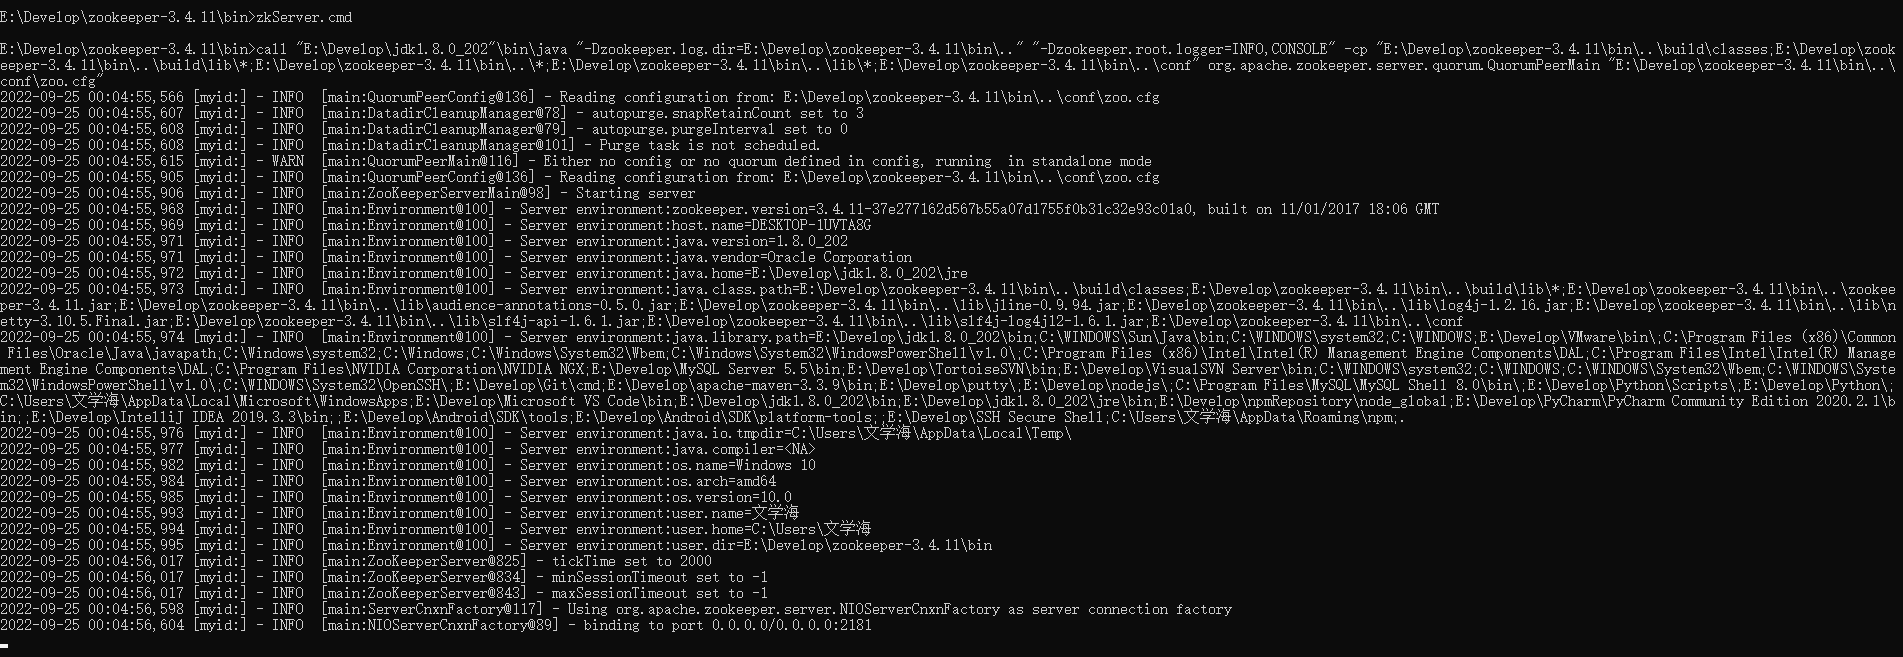 E:\Develop\zookeeper-3.4.11\bin>zkServer.cmd
E:\Develop\zookeeper-3.4.11\bin>call "E:\Develop\jdk1.8.0_202"\bin\java "-Dzookeeper.log.dir=E:\Develop\zookeeper-3.4.11\bin\.." "-Dzookeeper.root.logger=INFO,CONSOLE" -cp "E:\Develop\zookeeper-3.4.11\bin\..\build\classes;E:\Develop\zook
eeper-3.4.11\bin\..\build\lib\*;E:\Develop\zookeeper-3.4.11\bin\..\*;E:\Develop\zookeeper-3.4.11\bin\..\lib\*;E:\Develop\zookeeper-3.4.11\bin\..\conf" org.apache.zookeeper.server.quorum.QuorumPeerMain "E:\Develop\zookeeper-3.4.11\bin\..\
conf\zoo.cfg"
2022-09-25 00:04:55,566 [myid:] - INFO  [main:QuorumPeerConfig@136] - Reading configuration from: E:\Develop\zookeeper-3.4.11\bin\..\conf\zoo.cfg
2022-09-25 00:04:55,607 [myid:] - INFO  [main:DatadirCleanupManager@78] - autopurge.snapRetainCount set to 3
2022-09-25 00:04:55,608 [myid:] - INFO  [main:DatadirCleanupManager@79] - autopurge.purgeInterval set to 0
2022-09-25 00:04:55,608 [myid:] - INFO  [main:DatadirCleanupManager@101] - Purge task is not scheduled.
2022-09-25 00:04:55,615 [myid:] - WARN  [main:QuorumPeerMain@116] - Either no config or no quorum defined in config, running  in standalone mode
2022-09-25 00:04:55,905 [myid:] - INFO  [main:QuorumPeerConfig@136] - Reading configuration from: E:\Develop\zookeeper-3.4.11\bin\..\conf\zoo.cfg
2022-09-25 00:04:55,906 [myid:] - INFO  [main:ZooKeeperServerMain@98] - Starting server
2022-09-25 00:04:55,968 [myid:] - INFO  [main:Environment@100] - Server environment:zookeeper.version=3.4.11-37e277162d567b55a07d1755f0b31c32e93c01a0, built on 11/01/2017 18:06 GMT
2022-09-25 00:04:55,969 [myid:] - INFO  [main:Environment@100] - Server environment:host.name=DESKTOP-1UVTA8G
2022-09-25 00:04:55,971 [myid:] - INFO  [main:Environment@100] - Server environment:java.version=1.8.0_202
2022-09-25 00:04:55,971 [myid:] - INFO  [main:Environment@100] - Server environment:java.vendor=Oracle Corporation
2022-09-25 00:04:55,972 [myid:] - INFO  [main:Environment@100] - Server environment:java.home=E:\Develop\jdk1.8.0_202\jre
2022-09-25 00:04:55,973 [myid:] - INFO  [main:Environment@100] - Server environment:java.class.path=E:\Develop\zookeeper-3.4.11\bin\..\build\classes;E:\Develop\zookeeper-3.4.11\bin\..\build\lib\*;E:\Develop\zookeeper-3.4.11\bin\..\zookee
per-3.4.11.jar;E:\Develop\zookeeper-3.4.11\bin\..\lib\audience-annotations-0.5.0.jar;E:\Develop\zookeeper-3.4.11\bin\..\lib\jline-0.9.94.jar;E:\Develop\zookeeper-3.4.11\bin\..\lib\log4j-1.2.16.jar;E:\Develop\zookeeper-3.4.11\bin\..\lib\n
etty-3.10.5.Final.jar;E:\Develop\zookeeper-3.4.11\bin\..\lib\slf4j-api-1.6.1.jar;E:\Develop\zookeeper-3.4.11\bin\..\lib\slf4j-log4j12-1.6.1.jar;E:\Develop\zookeeper-3.4.11\bin\..\conf
2022-09-25 00:04:55,974 [myid:] - INFO  [main:Environment@100] - Server environment:java.library.path=E:\Develop\jdk1.8.0_202\bin;C:\WINDOWS\Sun\Java\bin;C:\WINDOWS\system32;C:\WINDOWS;E:\Develop\VMware\bin\;C:\Program Files (x86)\Common
 Files\Oracle\Java\javapath;C:\Windows\system32;C:\Windows;C:\Windows\System32\Wbem;C:\Windows\System32\WindowsPowerShell\v1.0\;C:\Program Files (x86)\Intel\Intel(R) Management Engine Components\DAL;C:\Program Files\Intel\Intel(R) Manage
ment Engine Components\DAL;C:\Program Files\NVIDIA Corporation\NVIDIA NGX;E:\Develop\MySQL Server 5.5\bin;E:\Develop\TortoiseSVN\bin;E:\Develop\VisualSVN Server\bin;C:\WINDOWS\system32;C:\WINDOWS;C:\WINDOWS\System32\Wbem;C:\WINDOWS\Syste
m32\WindowsPowerShell\v1.0\;C:\WINDOWS\System32\OpenSSH\;E:\Develop\Git\cmd;E:\Develop\apache-maven-3.3.9\bin;E:\Develop\putty\;E:\Develop\nodejs\;C:\Program Files\MySQL\MySQL Shell 8.0\bin\;E:\Develop\Python\Scripts\;E:\Develop\Python\;
C:\Users\文学海\AppData\Local\Microsoft\WindowsApps;E:\Develop\Microsoft VS Code\bin;E:\Develop\jdk1.8.0_202\bin;E:\Develop\jdk1.8.0_202\jre\bin;E:\Develop\npmRepository\node_global;E:\Develop\PyCharm\PyCharm Community Edition 2020.2.1\b
in;;E:\Develop\IntelliJ IDEA 2019.3.3\bin;;E:\Develop\Android\SDK\tools;E:\Develop\Android\SDK\platform-tools;;E:\Develop\SSH Secure Shell;C:\Users\文学海\AppData\Roaming\npm;.
2022-09-25 00:04:55,976 [myid:] - INFO  [main:Environment@100] - Server environment:java.io.tmpdir=C:\Users\文学海\AppData\Local\Temp\
2022-09-25 00:04:55,977 [myid:] - INFO  [main:Environment@100] - Server environment:java.compiler=<NA>
2022-09-25 00:04:55,982 [myid:] - INFO  [main:Environment@100] - Server environment:os.name=Windows 10
2022-09-25 00:04:55,984 [myid:] - INFO  [main:Environment@100] - Server environment:os.arch=amd64
2022-09-25 00:04:55,985 [myid:] - INFO  [main:Environment@100] - Server environment:os.version=10.0
2022-09-25 00:04:55,993 [myid:] - INFO  [main:Environment@100] - Server environment:user.name=文学海
2022-09-25 00:04:55,994 [myid:] - INFO  [main:Environment@100] - Server environment:user.home=C:\Users\文学海
2022-09-25 00:04:55,995 [myid:] - INFO  [main:Environment@100] - Server environment:user.dir=E:\Develop\zookeeper-3.4.11\bin
2022-09-25 00:04:56,017 [myid:] - INFO  [main:ZooKeeperServer@825] - tickTime set to 2000
2022-09-25 00:04:56,017 [myid:] - INFO  [main:ZooKeeperServer@834] - minSessionTimeout set to -1
2022-09-25 00:04:56,017 [myid:] - INFO  [main:ZooKeeperServer@843] - maxSessionTimeout set to -1
2022-09-25 00:04:56,598 [myid:] - INFO  [main:ServerCnxnFactory@117] - Using org.apache.zookeeper.server.NIOServerCnxnFactory as server connection factory
2022-09-25 00:04:56,604 [myid:] - INFO  [main:NIOServerCnxnFactory@89] - binding to port 0.0.0.0/0.0.0.0:2181